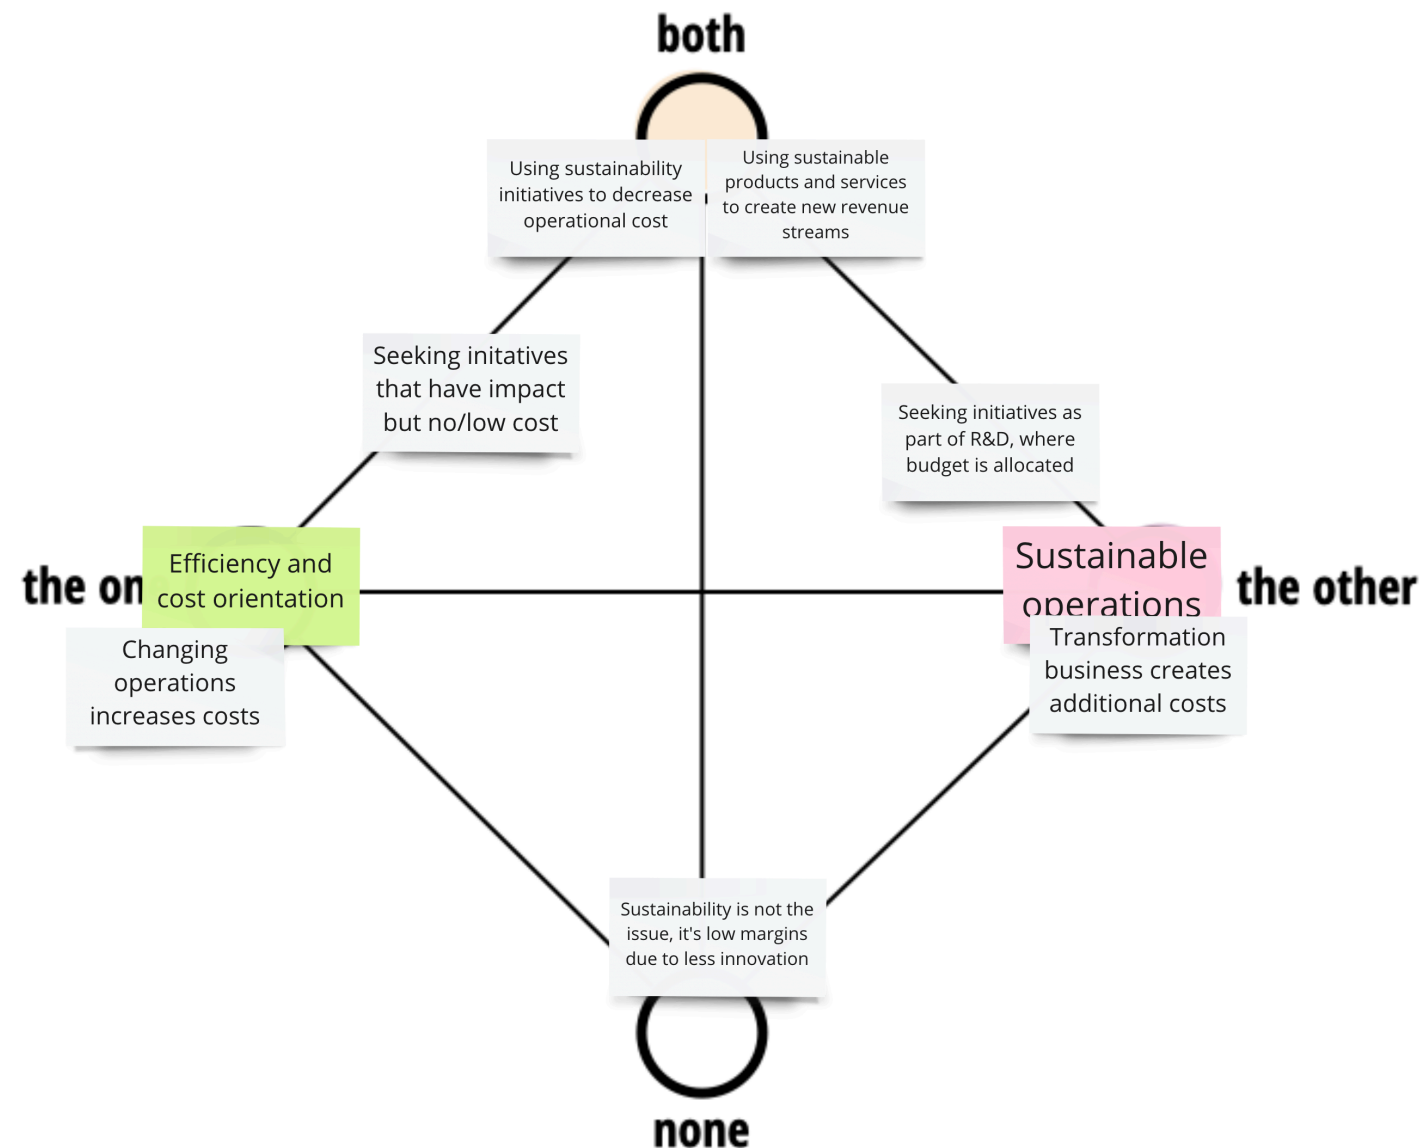 both
Using sustainability
initiatives to decrease
operational cost
Using sustainable
products and services
to create new revenue
streams
Seeking initatives
that have impact
but no/low cost
Seeking initiatives as
part of R&D, where
budget is allocated
the on
Efficiency and
cost orientation
Sustainable
operations
the other
Changing
operations
increases costs
Transformation
business creates
additional costs
Sustainability is not the
issue, it's low margins
due to less innovation
none